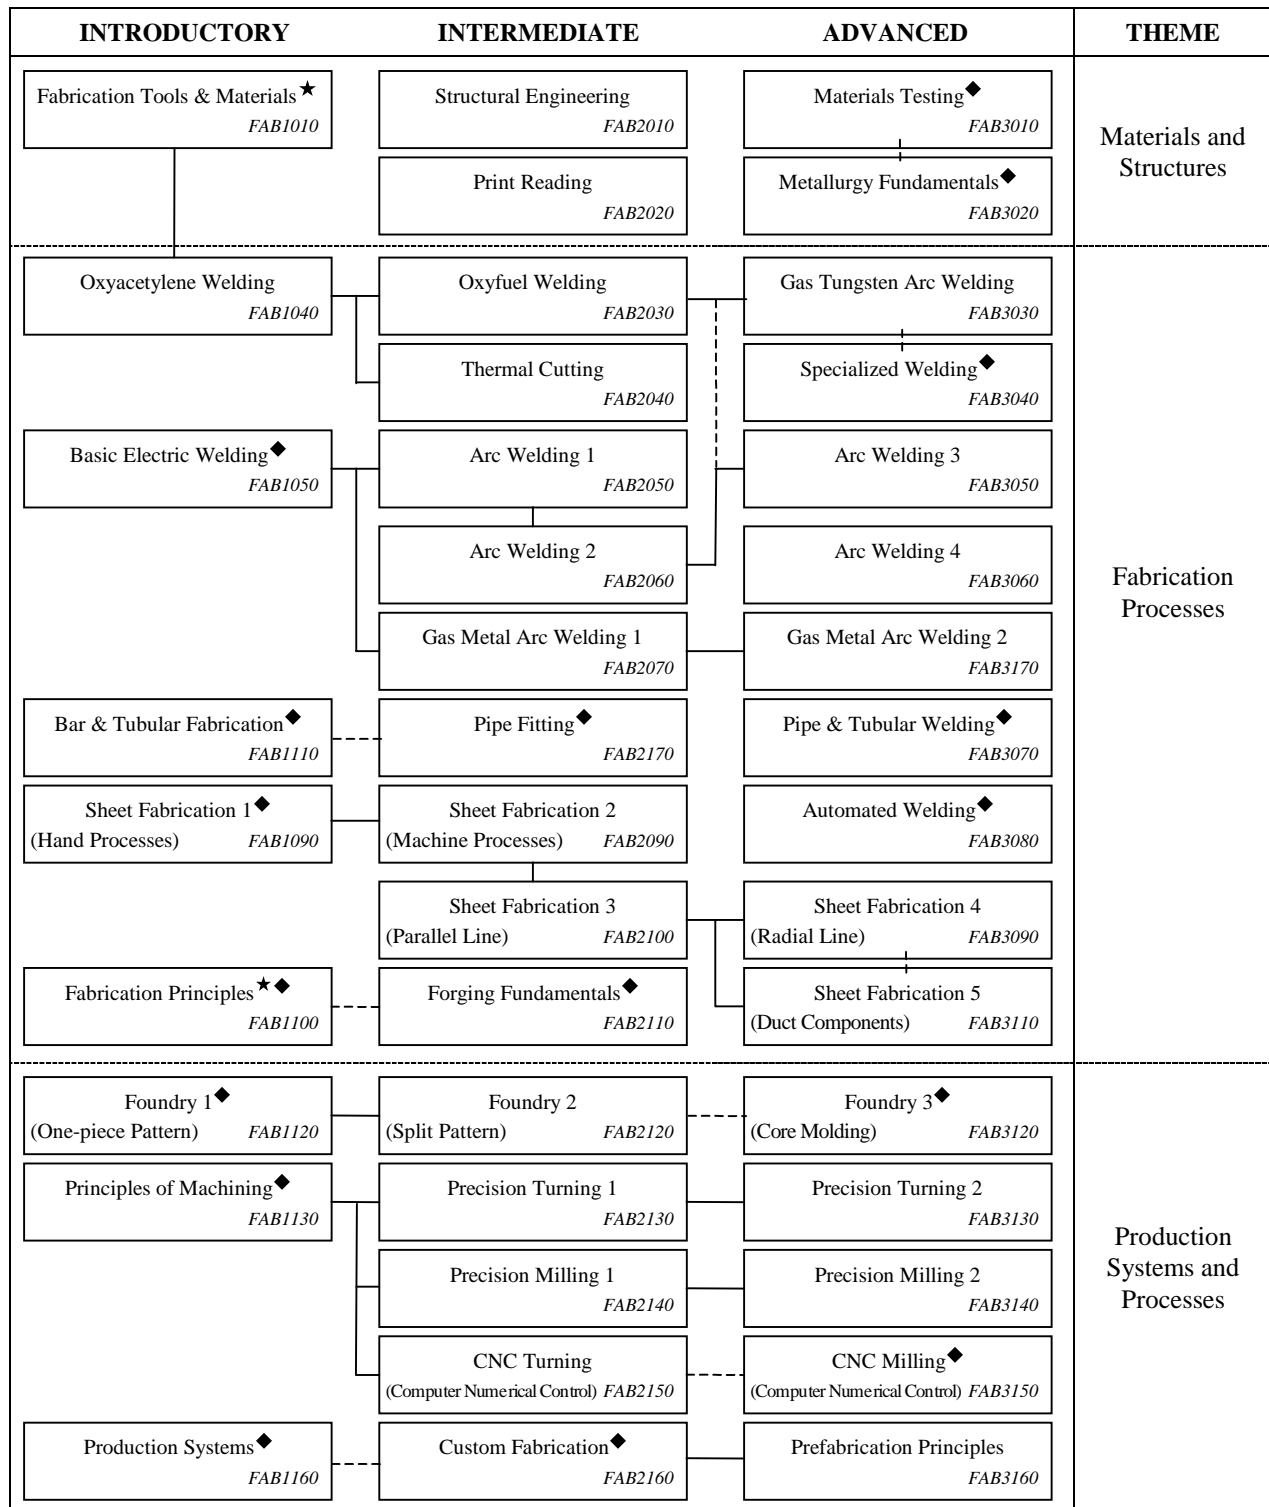 INTRODUCTORY INTERMEDIATE ADVANCED THEME
Fabrication Tools & Materials★ Structural Engineering Materials Testing◆
FAB1010 FAB2010 FAB3010
Materials and
Structures
Print Reading Metallurgy Fundamentals◆
FAB2020 FAB3020
Oxyacetylene Welding Oxyfuel Welding Gas Tungsten Arc Welding
FAB1040 FAB2030 FAB3030
Thermal Cutting Specialized Welding◆
FAB2040 FAB3040
Basic Electric Welding◆ Arc Welding 1 Arc Welding 3
FAB1050 FAB2050 FAB3050
Arc Welding 2 Arc Welding 4
FAB2060 FAB3060
Fabrication
Processes
Gas Metal Arc Welding 1 Gas Metal Arc Welding 2
FAB2070 FAB3170
Bar & Tubular Fabrication◆ Pipe Fitting◆ Pipe & Tubular Welding◆
FAB1110 FAB2170 FAB3070
Sheet Fabrication 1◆ Sheet Fabrication 2 Automated Welding◆
(Hand Processes) FAB1090 (Machine Processes) FAB2090 FAB3080
Sheet Fabrication 3 Sheet Fabrication 4
(Parallel Line) FAB2100 (Radial Line) FAB3090
Fabrication Principles★◆ Forging Fundamentals◆ Sheet Fabrication 5
FAB1100 FAB2110 (Duct Components) FAB3110
Foundry 1◆ Foundry 2 Foundry 3◆
(One-piece Pattern) FAB1120 (Split Pattern) FAB2120 (Core Molding) FAB3120
Principles of Machining◆ Precision Turning 1 Precision Turning 2
FAB1130 FAB2130 FAB3130
Production
Systems and
Processes
Precision Milling 1 Precision Milling 2
FAB2140 FAB3140
CNC Turning CNC Milling◆
(Computer Numerical Control) FAB2150 (Computer Numerical Control) FAB3150
Production Systems◆ Custom Fabrication◆ Prefabrication Principles
FAB1160 FAB2160 FAB3160